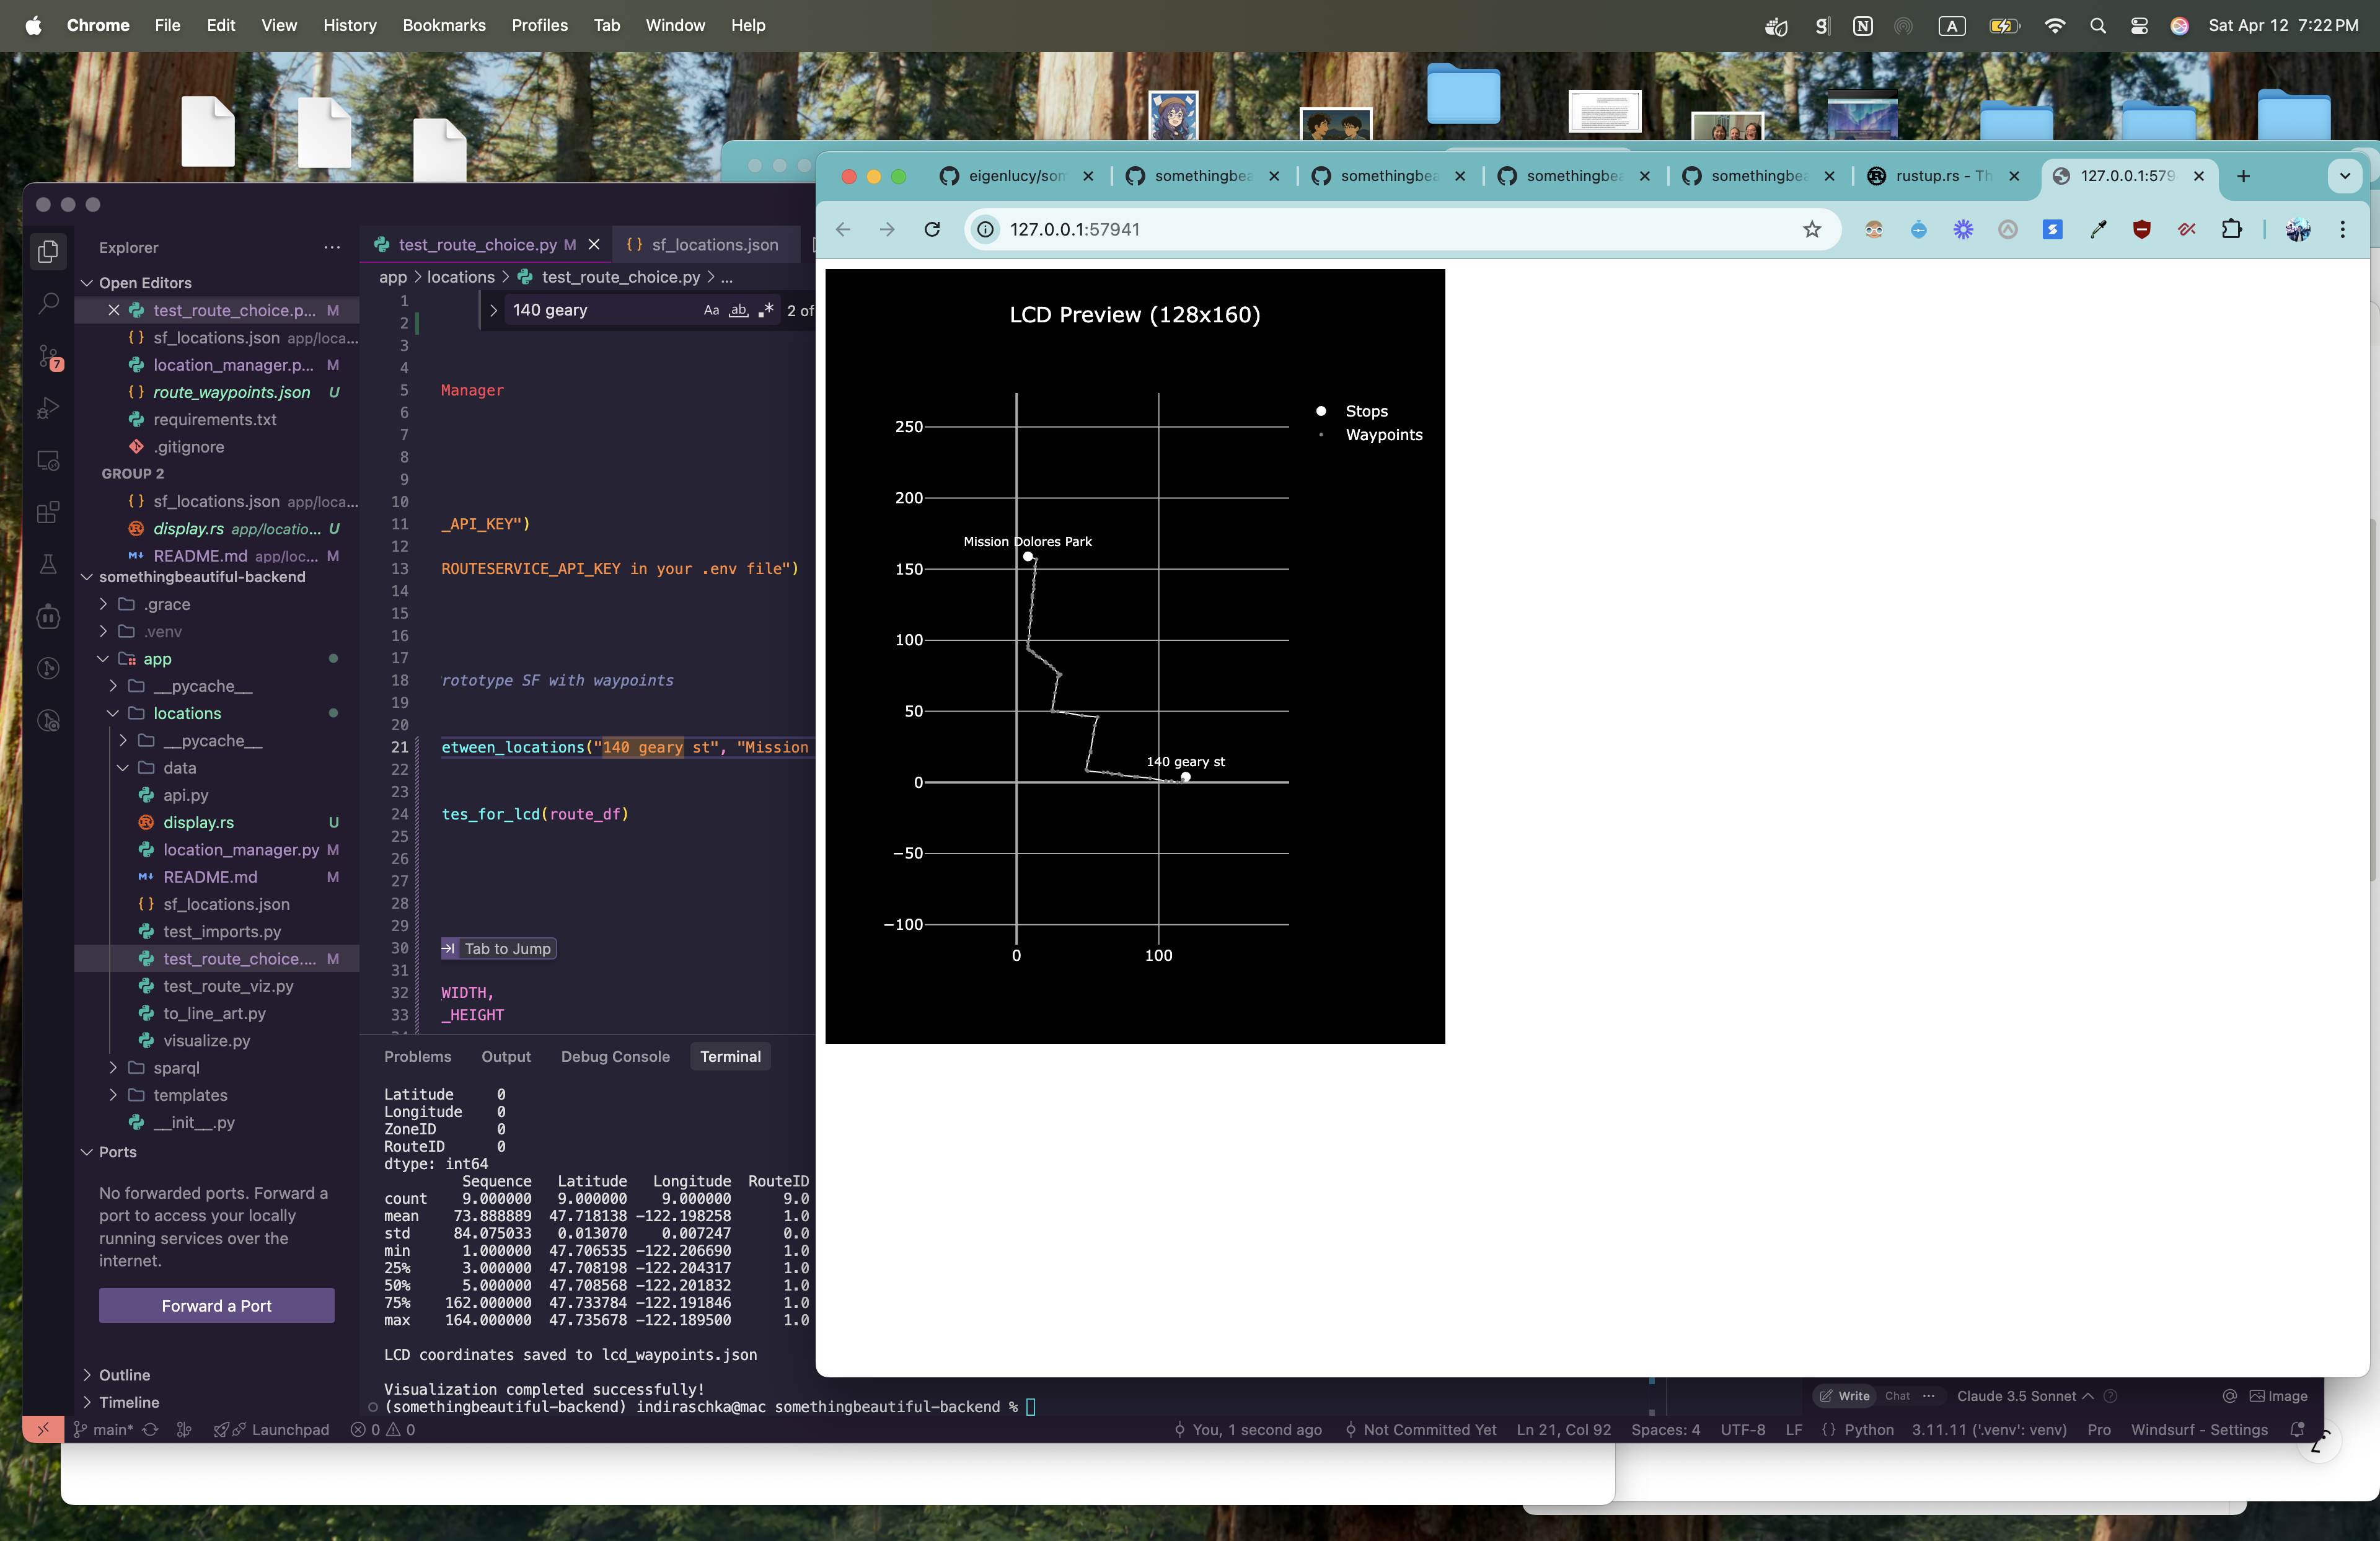 Chrome File Edit View History Bookmarks Profiles Tab Window Help
A
Sat Apr 12 7:22 PM
eigenlucy/som
somethingbea
somethingbea
somethingbea
somethingbea
rustup.rs - Th
127.0.0.1:579
127.0.0.1:57941
Explorer
Open Editors
test_route_choice.p... M
sf_locations.json app/loca...
location_manager.p... M
route_waypoints.json U
requirements.txt
.gitignore
GROUP 2
sf_locations.json app/loca...
display.rs app/locatio... U
README.md app/loc... M
somethingbeautiful-backend
.grace
.venv
app
__pycache__
locations
__pycache__
data
api.py
display.rs U
location_manager.py M
README.md M
sf_locations.json
test_imports.py
test_route_choice.... M
test_route_viz.py
to_line_art.py
visualize.py
sparql
templates
__init__.py
Ports
No forwarded ports. Forward a
port to access your locally
running services over the
internet.
Forward a Port
Outline
Timeline
7
test_route_choice.py M
sf_locations.json
app > locations > test_route_choice.py > ...
140 geary Aa ab 2 of
1
2
3
4
5 Manager
6
7
8
9
10
11 _API_KEY")
12
13 ROUTESERVICE_API_KEY in your .env file")
14
15
16
17
18 rototype SF with waypoints
19
20
21 etween_locations("140 geary st", "Mission
22
23
24 tes_for_lcd(route_df)
25
26
27
28
29
30 Tab to Jump
31
32 WIDTH,
33 _HEIGHT
Problems Output Debug Console Terminal
Latitude 0
Longitude 0
ZoneID 0
RouteID 0
dtype: int64
Sequence Latitude Longitude RouteID
count 9.000000 9.000000 9.000000 9.0
mean 73.888889 47.718138 -122.198258 1.0
std 84.075033 0.013070 0.007247 0.0
min 1.000000 47.706535 -122.206690 1.0
25% 3.000000 47.708198 -122.204317 1.0
50% 5.000000 47.708568 -122.201832 1.0
75% 162.000000 47.733784 -122.191846 1.0
max 164.000000 47.735678 -122.189500 1.0
LCD coordinates saved to lcd_waypoints.json
Visualization completed successfully!
(somethingbeautiful-backend) indiraschka@mac somethingbeautiful-backend %
LCD Preview (128x160)
Stops
Waypoints
250
200
150
100
50
0
−50
−100
0
100
Mission Dolores Park
140 geary st
Write Chat ... Claude 3.5 Sonnet
@ Image
main* Launchpad 0 0
You, 1 second ago Not Committed Yet Ln 21, Col 92 Spaces: 4 UTF-8 LF {} Python 3.11.11 ('.venv': venv) Pro Windsurf - Settings